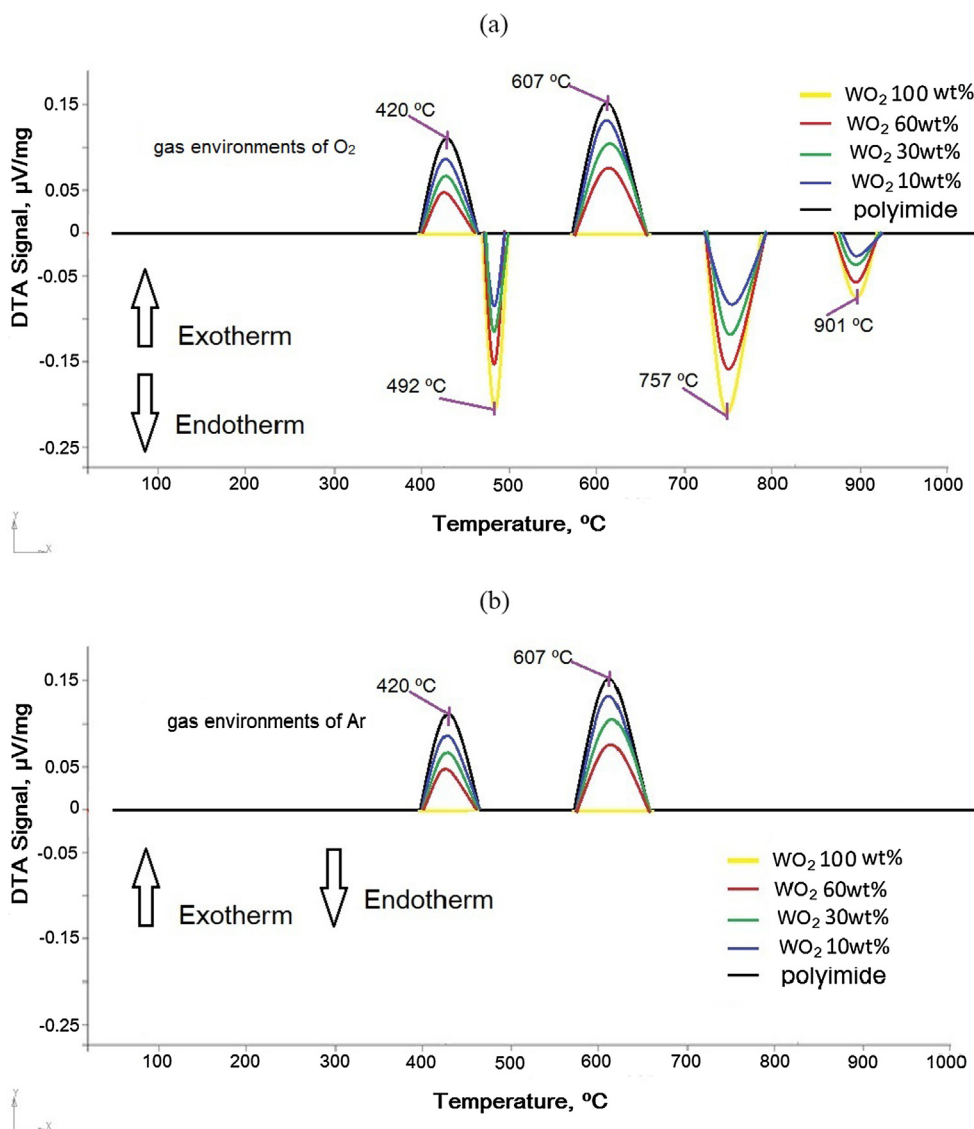 (a)
DTA Signal, µV/mg
0.15
0.05
0
-0.05
-0.15
-0.25
gas environments of O₂
420 ºC
607 ºC
492 ºC
757 ºC
901 ºC
WO₂ 100 wt%
WO₂ 60wt%
WO₂ 30wt%
WO₂ 10wt%
polyimide
Exotherm
Endotherm
100 200 300 400 500 600 700 800 900 1000
Temperature, ºC
Y
X
(b)
DTA Signal, µV/mg
0.15
0.05
0
-0.05
-0.15
-0.25
gas environments of Ar
420 ºC
607 ºC
Exotherm
Endotherm
WO₂ 100 wt%
WO₂ 60wt%
WO₂ 30wt%
WO₂ 10wt%
polyimide
100 200 300 400 500 600 700 800 900 1000
Temperature, ºC
Y
X